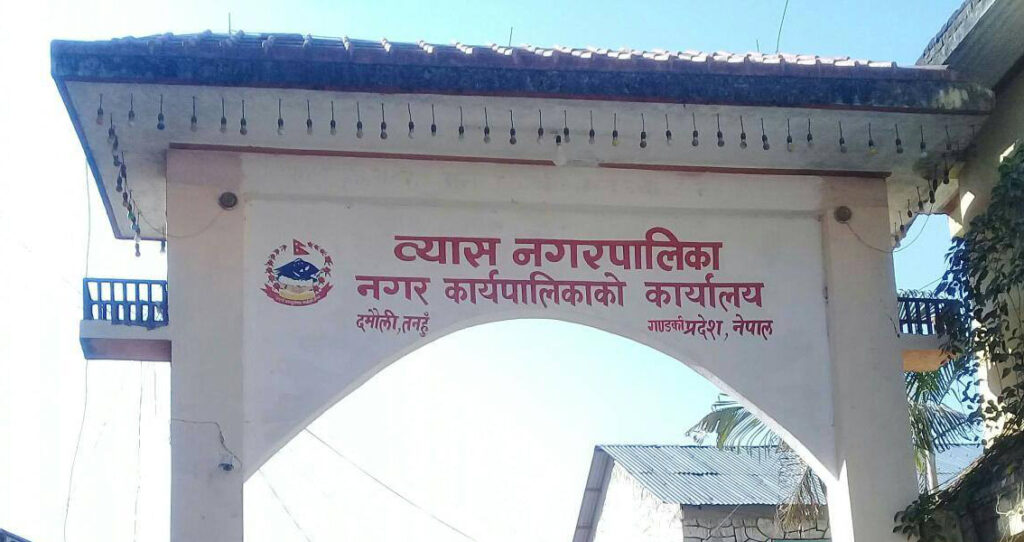 व्यास नगरपालिका
नगर कार्यपालिकाको कार्यालय
दमौली,तनहुँ गण्डकी प्रदेश, नेपाल